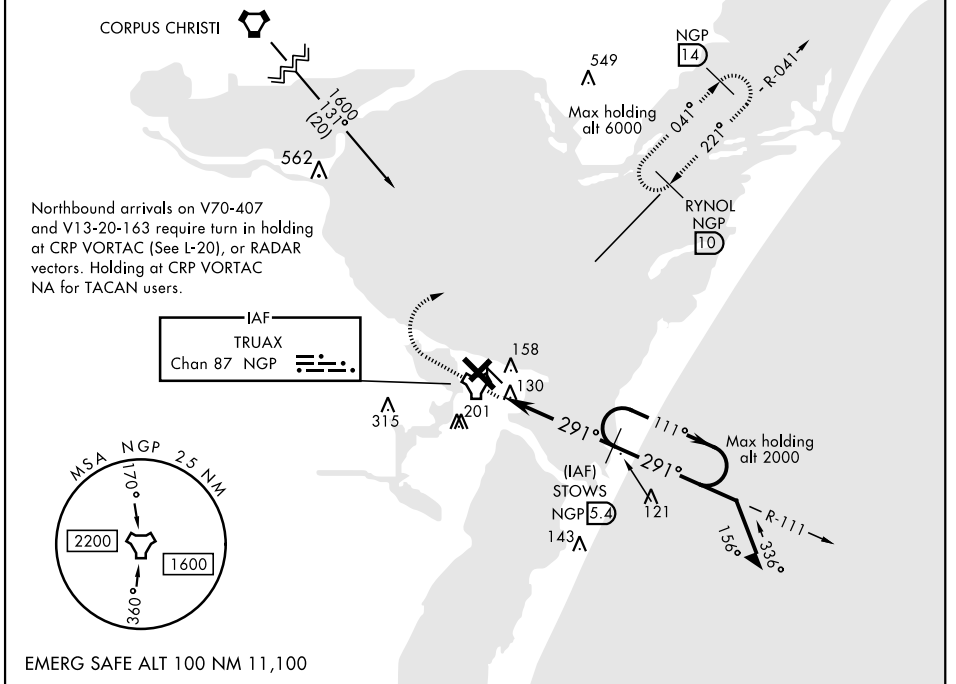 CORPUS CHRISTI
1600
131°
(20)
562
549
NGP
14
R-041
Max holding
alt 6000
041°
221°
RYNOL
NGP
10
Northbound arrivals on V70-407
and V13-20-163 require turn in holding
at CRP VORTAC (See L-20), or RADAR
vectors. Holding at CRP VORTAC
NA for TACAN users.
IAF
TRUAX
Chan 87 NGP
158
130
201
315
291°
111°
291°
Max holding
alt 2000
(IAF)
STOWS
NGP 5.4
121
143
R-111
156°
336°
MSA NGP 25 NM
170°
2200
1600
360°
EMERG SAFE ALT 100 NM 11,100